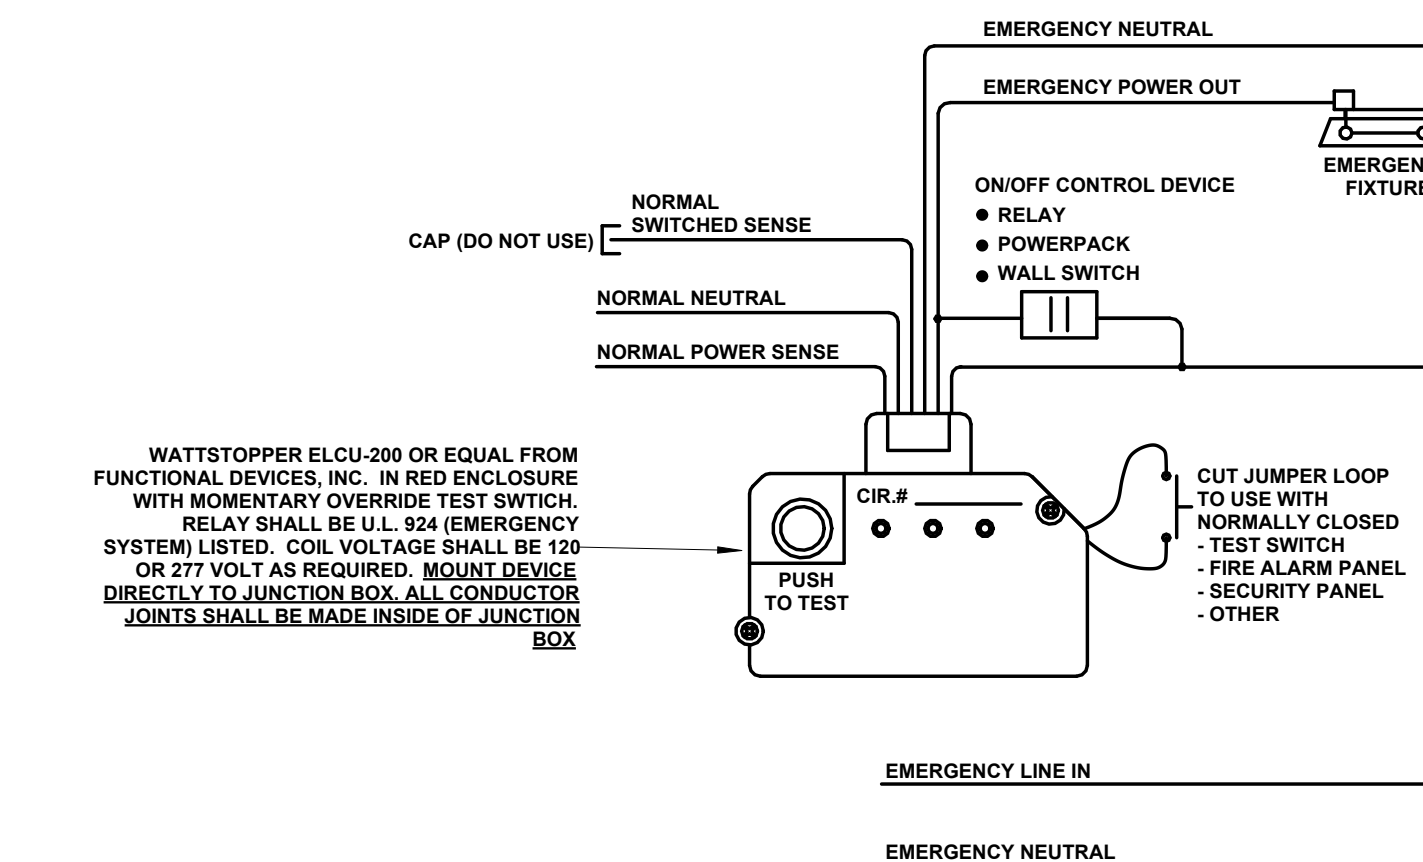 EMERGENCY NEUTRAL
EMERGENCY POWER OUT
EMERGEN
FIXTURE
ON/OFF CONTROL DEVICE
● RELAY
● POWERPACK
● WALL SWITCH
NORMAL
SWITCHED SENSE
CAP (DO NOT USE)
NORMAL NEUTRAL
NORMAL POWER SENSE
WATTSTOPPER ELCU-200 OR EQUAL FROM
FUNCTIONAL DEVICES, INC. IN RED ENCLOSURE
WITH MOMENTARY OVERRIDE TEST SWTICH.
RELAY SHALL BE U.L. 924 (EMERGENCY
SYSTEM) LISTED. COIL VOLTAGE SHALL BE 120
OR 277 VOLT AS REQUIRED. MOUNT DEVICE
DIRECTLY TO JUNCTION BOX. ALL CONDUCTOR
JOINTS SHALL BE MADE INSIDE OF JUNCTION
BOX
CIR.#
PUSH
TO TEST
CUT JUMPER LOOP
TO USE WITH
NORMALLY CLOSED
- TEST SWITCH
- FIRE ALARM PANEL
- SECURITY PANEL
- OTHER
EMERGENCY LINE IN
EMERGENCY NEUTRAL